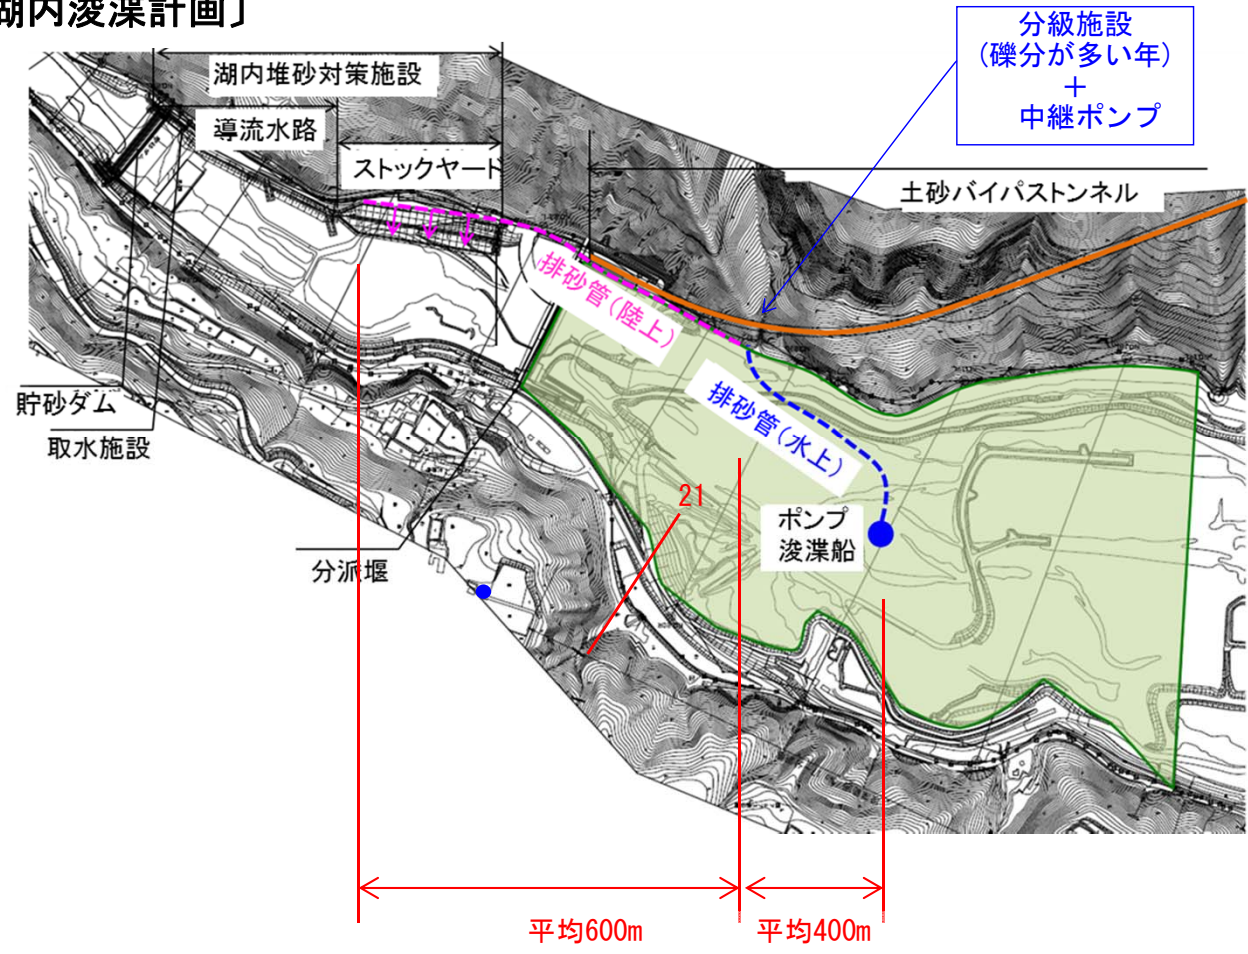 湖内浚渫計画〕
分級施設
(礫分が多い年)
＋
中継ポンプ
湖内堆砂対策施設
導流水路
ストックヤード
土砂バイパストンネル
排砂管(陸上)
排砂管(水上)
貯砂ダム
取水施設
21
ポンプ
浚渫船
分派堰
平均600m
平均400m